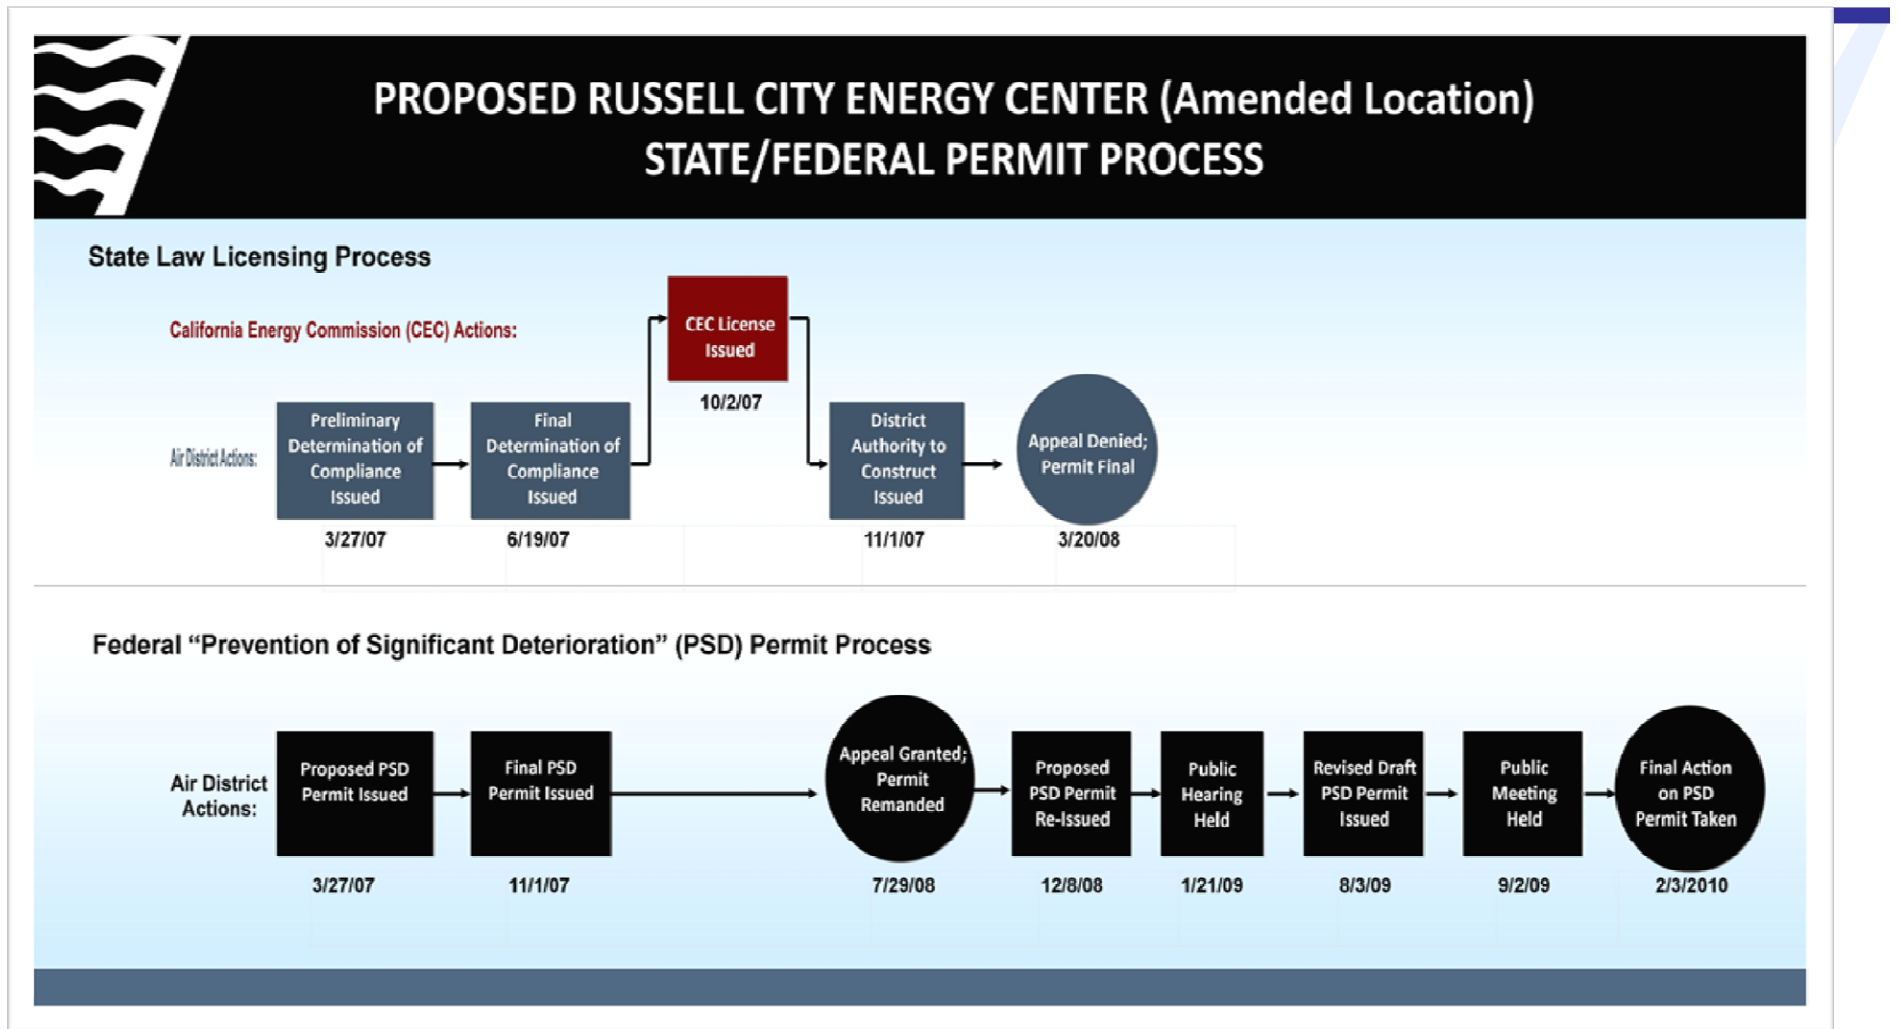 PROPOSED RUSSELL CITY ENERGY CENTER (Amended Location)
STATE/FEDERAL PERMIT PROCESS
State Law Licensing Process
California Energy Commission (CEC) Actions:
CEC License
Issued
10/2/07
Air District Actions:
Preliminary
Determination of
Compliance
Issued
3/27/07
Final
Determination of
Compliance
Issued
6/19/07
District
Authority to
Construct
Issued
11/1/07
Appeal Denied;
Permit Final
3/20/08
Federal “Prevention of Significant Deterioration” (PSD) Permit Process
Air District
Actions:
Proposed PSD
Permit Issued
3/27/07
Final PSD
Permit Issued
11/1/07
Appeal Granted;
Permit
Remanded
7/29/08
Proposed
PSD Permit
Re-Issued
12/8/08
Public
Hearing
Held
1/21/09
Revised Draft
PSD Permit
Issued
8/3/09
Public
Meeting
Held
9/2/09
Final Action
on PSD
Permit Taken
2/3/2010